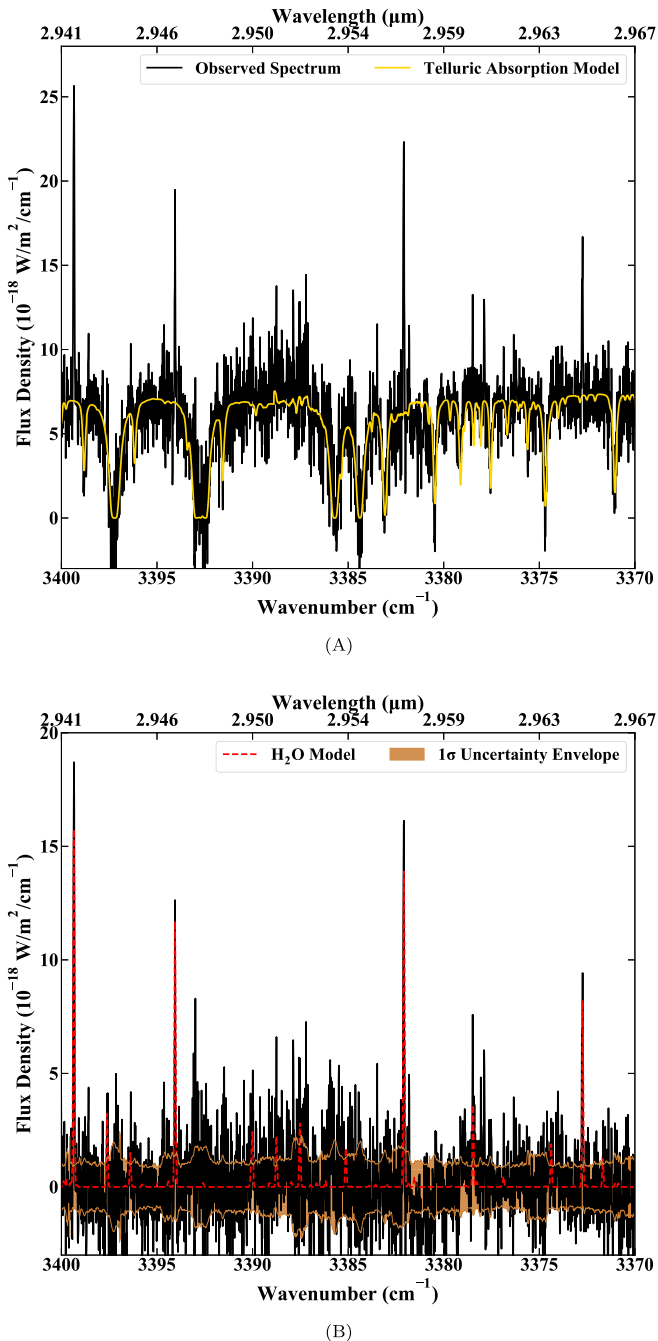 Wavelength (μm)
2.941 2.946 2.950 2.954 2.959 2.963 2.967
Observed Spectrum Telluric Absorption Model
25
20
15
10
5
0
Flux Density (10⁻¹⁸ W/m²/cm⁻¹)
3400 3395 3390 3385 3380 3375 3370
Wavenumber (cm⁻¹)
(A)
Wavelength (μm)
2.941 2.946 2.950 2.954 2.959 2.963 2.967
H₂O Model 1σ Uncertainty Envelope
20
15
10
5
0
Flux Density (10⁻¹⁸ W/m²/cm⁻¹)
3400 3395 3390 3385 3380 3375 3370
Wavenumber (cm⁻¹)
(B)